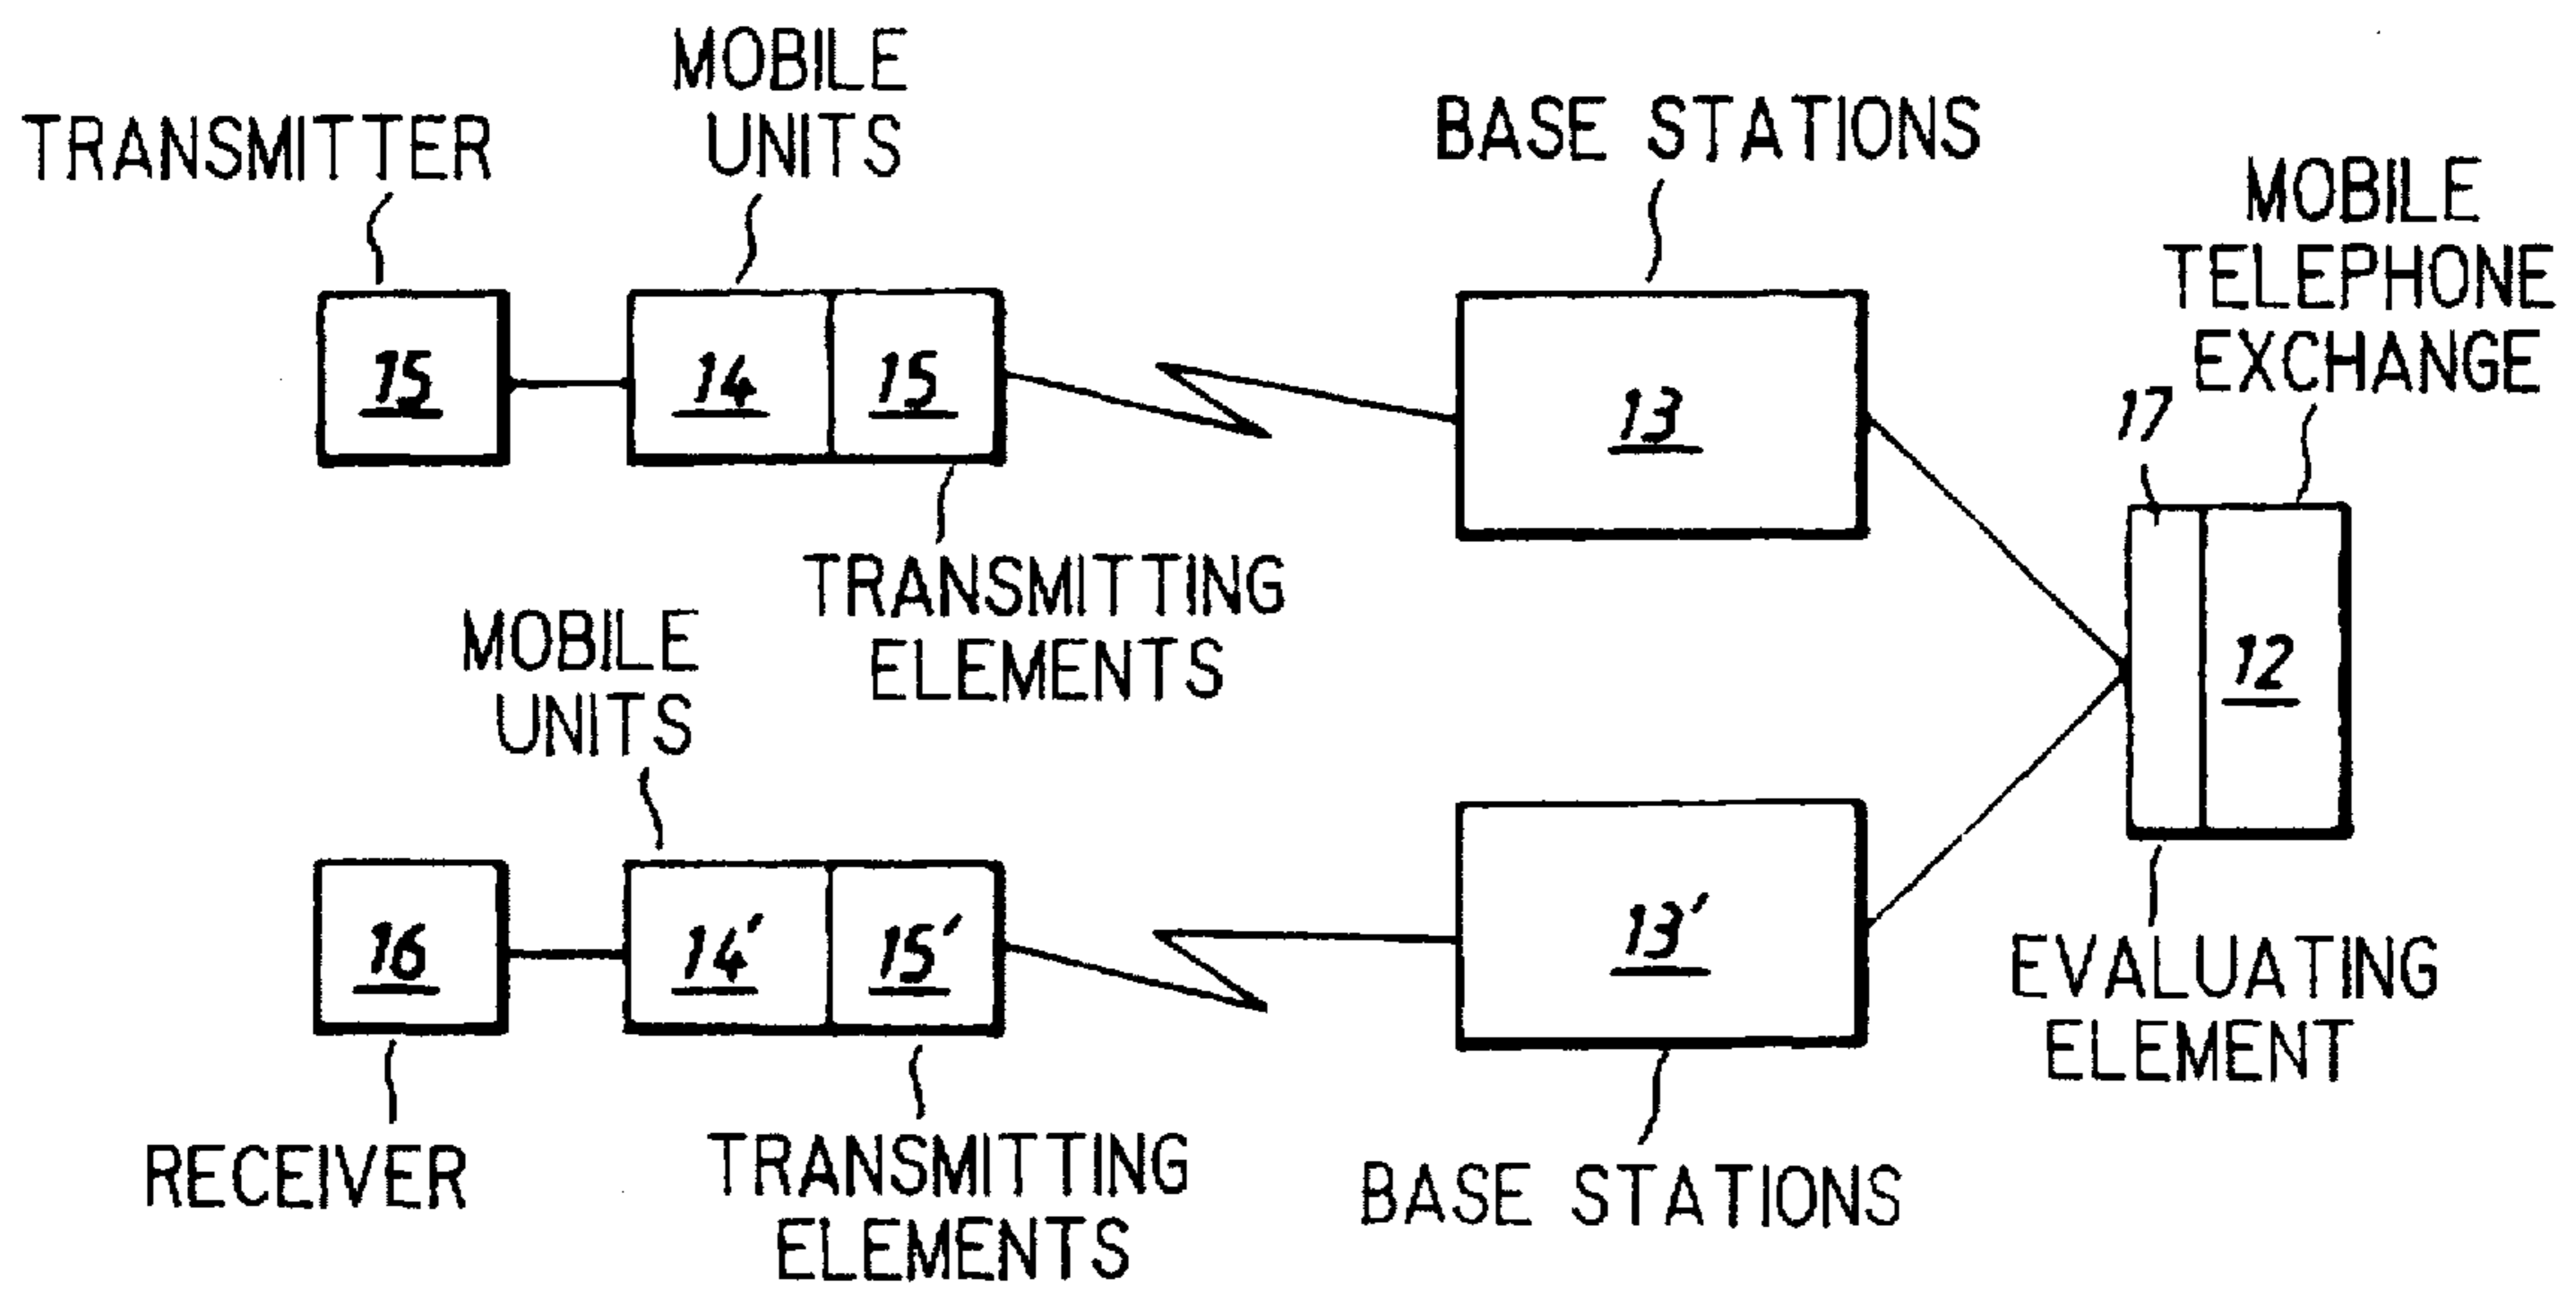 MOBILE
UNITS
TRANSMITTER
BASE STATIONS
MOBILE
TELEPHONE
EXCHANGE
17
15
14
15
13
TRANSMITTING
ELEMENTS
12
MOBILE
UNITS
16
14'
15'
13'
EVALUATING
ELEMENT
RECEIVER
TRANSMITTING
ELEMENTS
BASE STATIONS